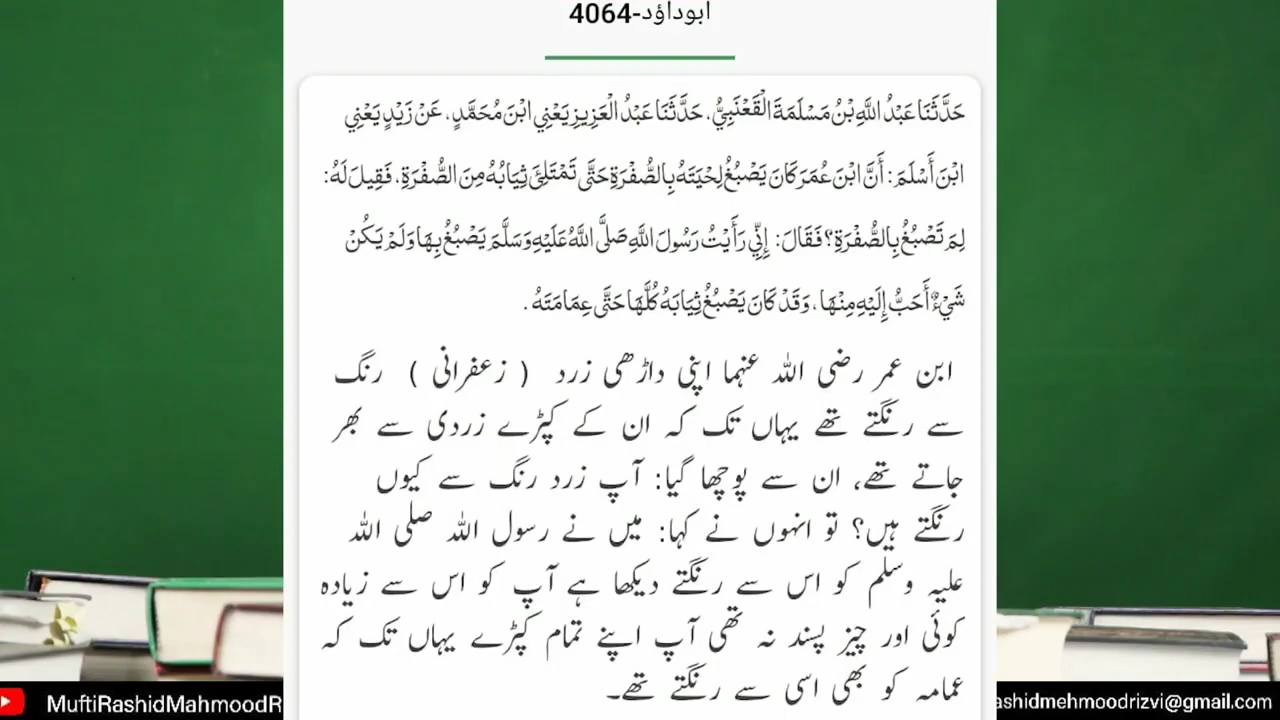 ابوداؤد-4064
حَدَّثَنَا عَبْدُ اللَّهِ بْنُ مَسْلَمَةَ الْقَعْنَبِيُّ، حَدَّثَنَا عَبْدُ الْعَزِيزِ يَعْنِي ابْنَ مُحَمَّدٍ، عَنْ زَيْدٍ يَعْنِي
ابْنَ أَسْلَمَ: أَنَّ ابْنَ عُمَرَ كَانَ يَصْبُغُ لِحْيَتَهُ بِالصُّفْرَةِ حَتَّى تَمْتَلِئَ ثِيَابُهُ مِنَ الصُّفْرَةِ، فَقِيلَ لَهُ:
لِمَ تَصْبُغُ بِالصُّفْرَةِ؟ فَقَالَ: إِنِّي رَأَيْتُ رَسُولَ اللَّهِ صَلَّى اللَّهُ عَلَيْهِ وَسَلَّمَ يَصْبُغُ بِهَا وَلَمْ يَكُنْ
شَيْءٌ أَحَبُّ إِلَيْهِ مِنْهَا، وَقَدْ كَانَ يَصْبُغُ ثِيَابَهُ كُلَّهَا حَتَّى عِمَامَتَهُ .
ابن عمر رضی اللہ عنہما اپنی داڑھی زرد ( زعفرانی ) رنگ
سے رنگتے تھے یہاں تک کہ ان کے کپڑے زردی سے بھر
جاتے تھے، ان سے پوچھا گیا: آپ زرد رنگ سے کیوں
رنگتے ہیں؟ تو انہوں نے کہا: میں نے رسول اللہ صلی اللہ
علیہ وسلم کو اس سے رنگتے دیکھا ہے آپ کو اس سے زیادہ
کوئی اور چیز پسند نہ تھی آپ اپنے تمام کپڑے یہاں تک کہ
عمامہ کو بھی اسی سے رنگتے تھے۔
MuftiRashidMahmoodR
ashidmehmoodrizvi@gmail.com